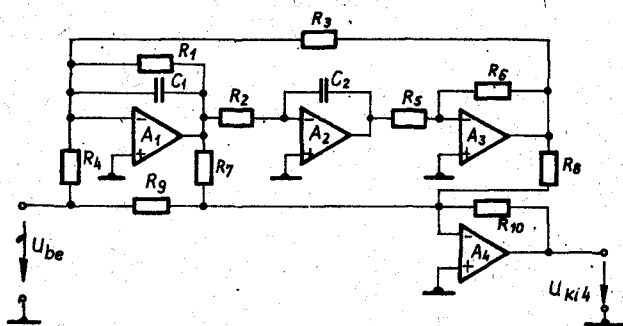 R3
R1
C1
R2
C2
R5
R6
A1
A2
A3
R4
R7
R8
R9
R10
A4
Ube
Uki4
- + - + - + - +